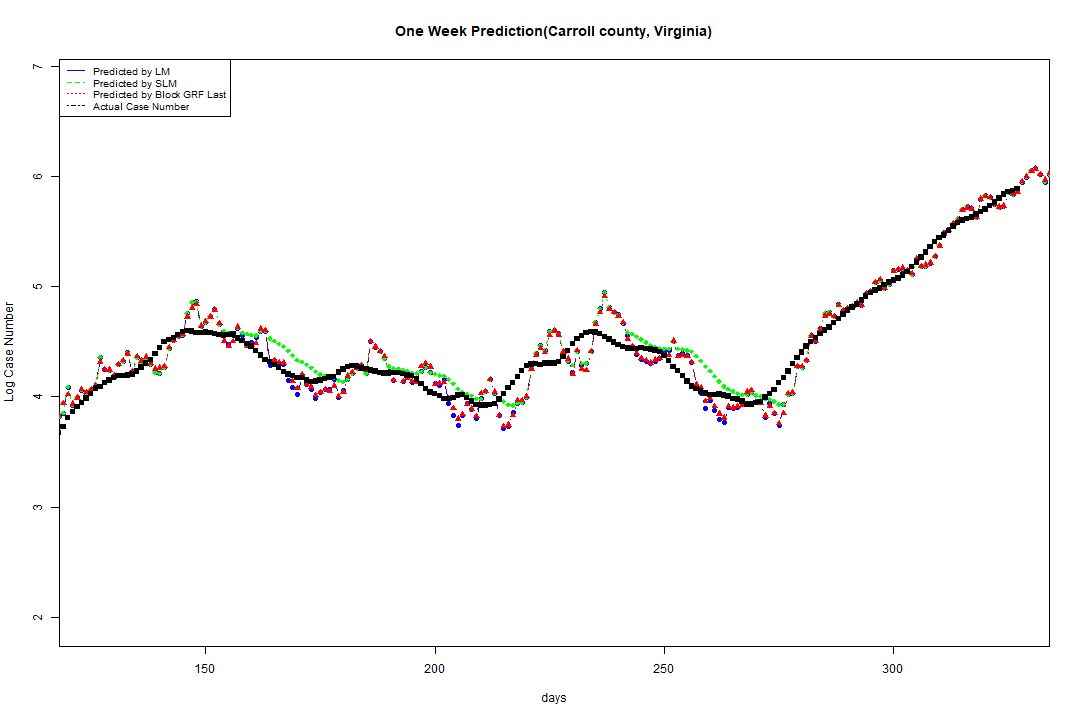 One Week Prediction(Carroll county, Virginia)
Predicted by LM
Predicted by SLM
Predicted by Block GRF Last
Actual Case Number
Log Case Number
7
6
5
4
3
2
150 200 250 300
days